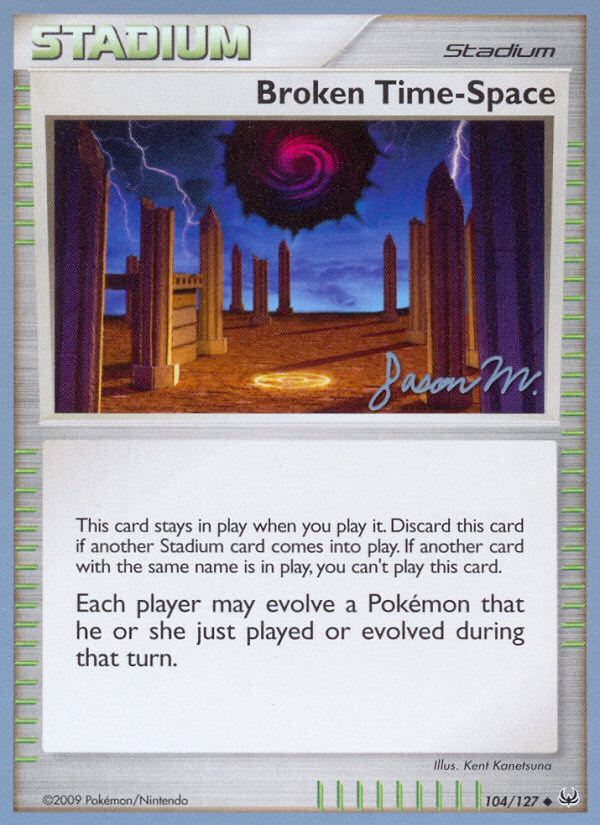 STADIUM
Stadium
Broken Time-Space
Jason M.
This card stays in play when you play it. Discard this card
if another Stadium card comes into play. If another card
with the same name is in play, you can't play this card.
Each player may evolve a Pokémon that
he or she just played or evolved during
that turn.
Illus. Kent Kanetsuna
©2009 Pokémon/Nintendo
104/127